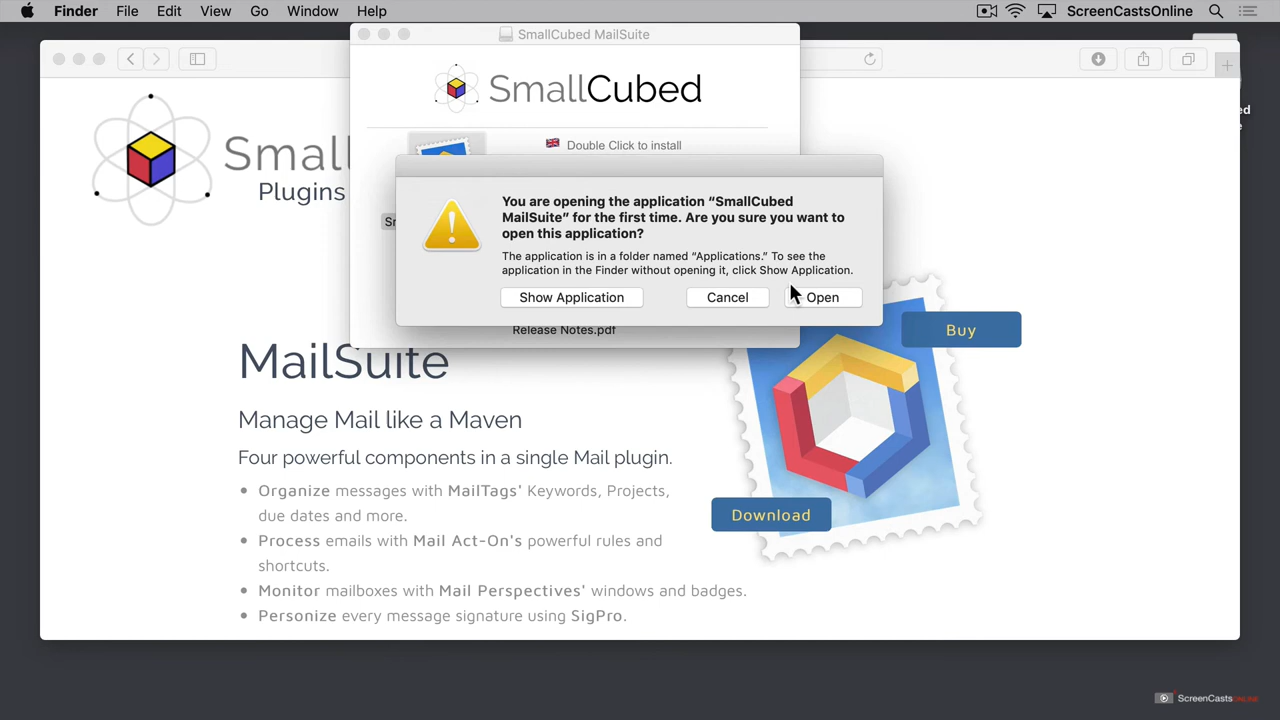 Finder File Edit View Go Window Help ScreenCastsOnline
SmallCubed MailSuite
SmallCubed
Double Click to install
Small
Plugins
You are opening the application “SmallCubed
MailSuite” for the first time. Are you sure you want to
open this application?
The application is in a folder named “Applications.” To see the
application in the Finder without opening it, click Show Application.
Show Application Cancel Open
Release Notes.pdf
Buy
MailSuite
Manage Mail like a Maven
Four powerful components in a single Mail plugin.
• Organize messages with MailTags' Keywords, Projects,
due dates and more.
• Process emails with Mail Act-On's powerful rules and
shortcuts.
• Monitor mailboxes with Mail Perspectives' windows and badges.
• Personize every message signature using SigPro.
Download
ScreenCastsONLINE